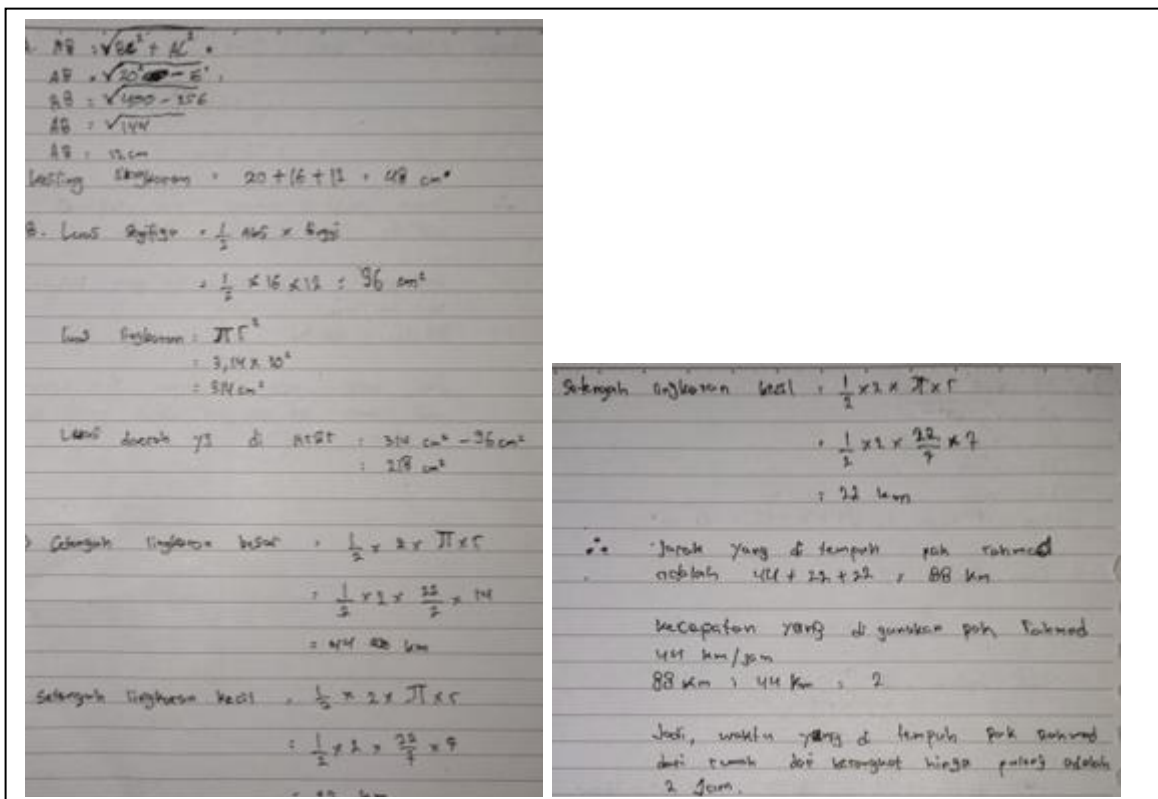 AB = √BC² + AC²
AB = √20² - 
AB = √400 - 256
AB = √144
AB = 12 cm
= 20 + 16 + 12 = 48 cm
B. Luas = 1/2 alas x tinggi
= 1/2 x 16 x 12 = 96 cm²
Luas lingkaran = πr²
= 3,14 x 10²
= 314 cm²
Luas daerah yg di arsir = 314 cm² - 96 cm²
= 218 cm²
Setengah lingkaran besar = 1/2 x 2 x π x r
= 1/2 x 2 x 22/7 x 14
= 44 km
Setengah lingkaran kecil = 1/2 x 2 x π x r
= 1/2 x 2 x 22/7 x 7
= 22 km
Setengah lingkaran kecil = 1/2 x 2 x π x r
= 1/2 x 2 x 22/7 x 7
= 22 km
∴ Jarak yang di tempuh pak rahmad
adalah 44 + 22 + 22 = 88 km
kecepatan yang di gunakan pak rahmad
44 km/jam
88 km : 44 km = 2
Jadi, waktu yang di tempuh pak rahmad
dari rumah dari berangkat hinga pulang adalah
2 Jam.